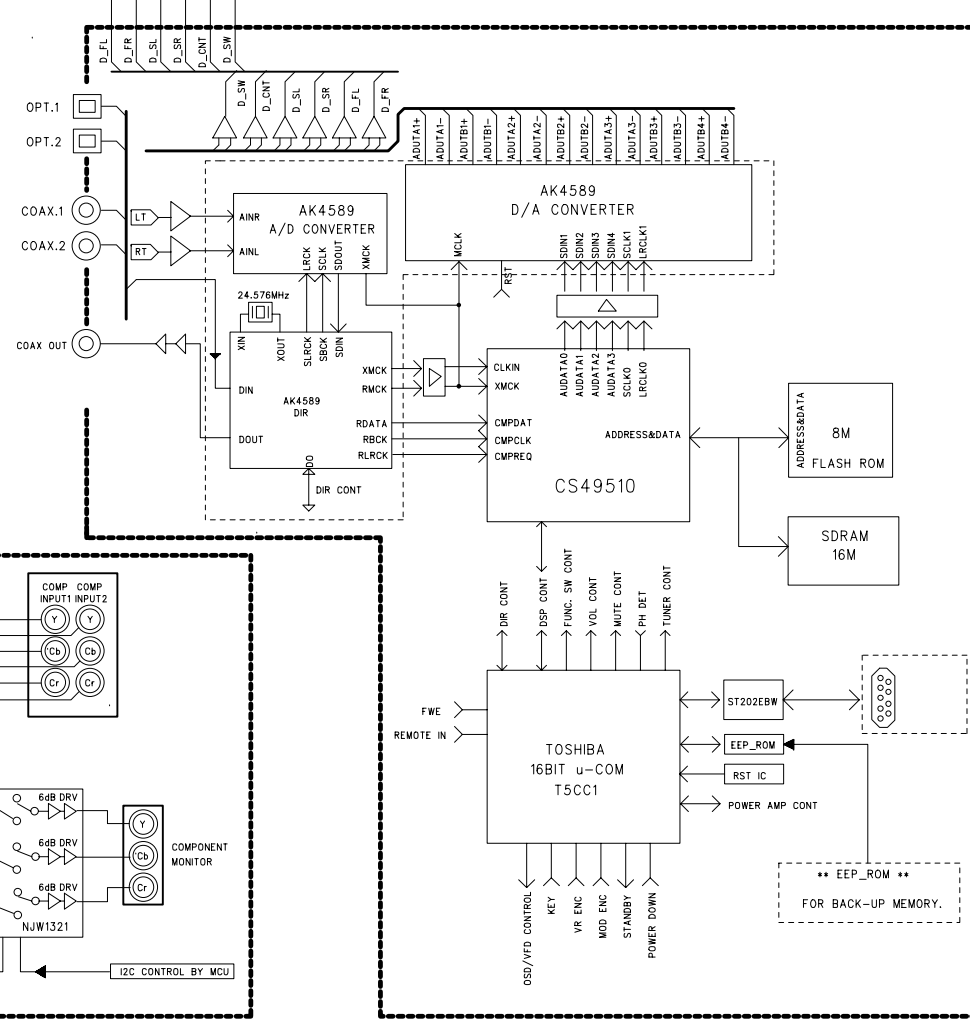 D_FL
D_FR
D_SL
D_SR
D_CNT
D_SW
D_SW
D_CNT
D_SL
D_SR
D_FL
D_FR
OPT.1
OPT.2
COAX.1
COAX.2
COAX OUT
LT
RT
ADUTA1+
ADUTA1-
ADUTB1+
ADUTB1-
ADUTA2+
ADUTA2-
ADUTB2+
ADUTB2-
ADUTA3+
ADUTA3-
ADUTB3+
ADUTB3-
ADUTB4+
ADUTB4-
AK4589
D/A CONVERTER
MCLK
RST
SDIN1
SDIN2
SDIN3
SDIN4
SCLK1
LRCLK1
AINR
AINL
AK4589
A/D CONVERTER
LRCK
SCLK
SDOUT
XMCK
24.576MHz
XIN
XOUT
SLRCK
SBCK
SDIN
DIN
DOUT
AK4589
DIR
XMCK
RMCK
RDATA
RBCK
RLRCK
DO
DIR CONT
CLKIN
XMCK
CMPDAT
CMPCLK
CMPREQ
AUDATA0
AUDATA1
AUDATA2
AUDATA3
SCLK0
LRCLK0
ADDRESS&DATA
CS49510
ADDRESS&DATA
8M
FLASH ROM
SDRAM
16M
COMP
INPUT1
COMP
INPUT2
Y
Y
Cb
Cb
Cr
Cr
DIR CONT
DSP CONT
FUNC. SW CONT
VOL CONT
MUTE CONT
PH DET
TUNER CONT
FWE
REMOTE IN
TOSHIBA
16BIT u-COM
T5CC1
ST202EBW
EEP_ROM
RST IC
POWER AMP CONT
** EEP_ROM **
FOR BACK-UP MEMORY.
OSD/VFD CONTROL
KEY
VR ENC
MOD ENC
STANDBY
POWER DOWN
6dB DRV
6dB DRV
6dB DRV
NJW1321
Y
Cb
Cr
COMPONENT
MONITOR
I2C CONTROL BY MCU